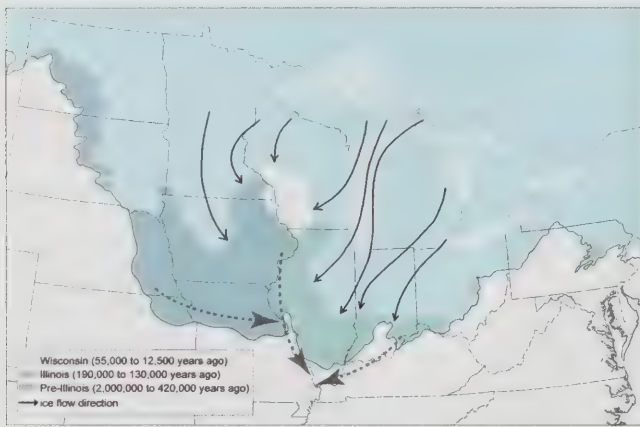 Wisconsin (55,000 to 12,500 years ago)
Illinois (190,000 to 130,000 years ago)
Pre-Illinois (2,000,000 to 420,000 years ago)
ice flow direction